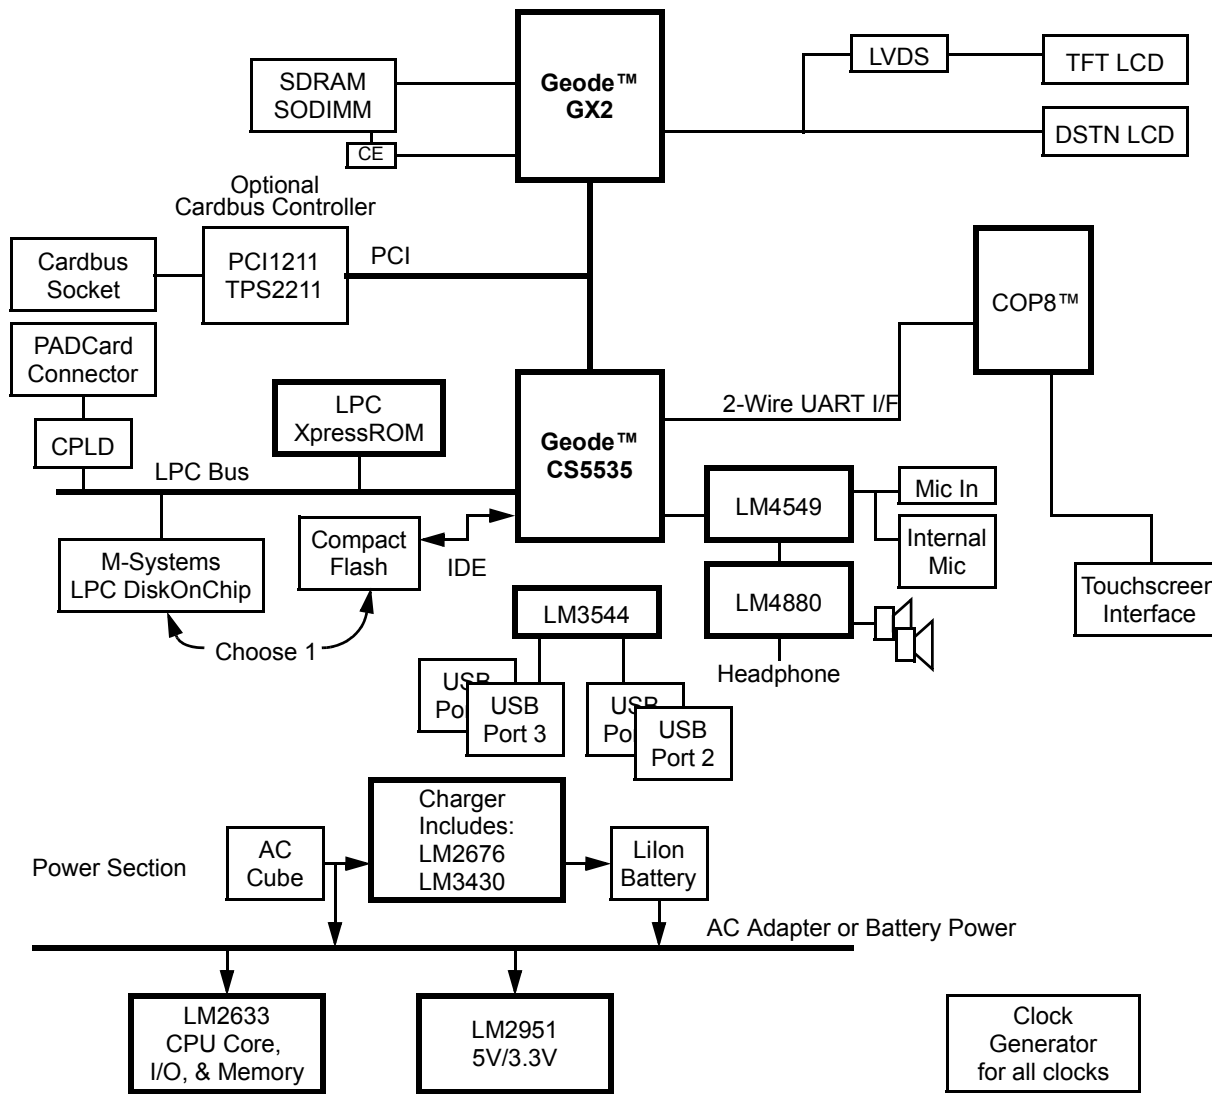 LVDS
TFT LCD
SDRAM
SODIMM
Geode™
GX2
DSTN LCD
CE
Optional
Cardbus Controller
Cardbus
Socket
PCI1211
TPS2211
PCI
COP8™
PADCard
Connector
LPC
XpressROM
2-Wire UART I/F
CPLD
Geode™
CS5535
LPC Bus
LM4549
Mic In
Compact
Flash
IDE
Internal
Mic
M-Systems
LPC DiskOnChip
LM3544
LM4880
Touchscreen
Interface
Choose 1
Headphone
USB
Po
USB
Port 3
USB
Po
USB
Port 2
Charger
Includes:
LM2676
LM3430
Power Section
AC
Cube
LiIon
Battery
AC Adapter or Battery Power
LM2633
CPU Core,
I/O, & Memory
LM2951
5V/3.3V
Clock
Generator
for all clocks